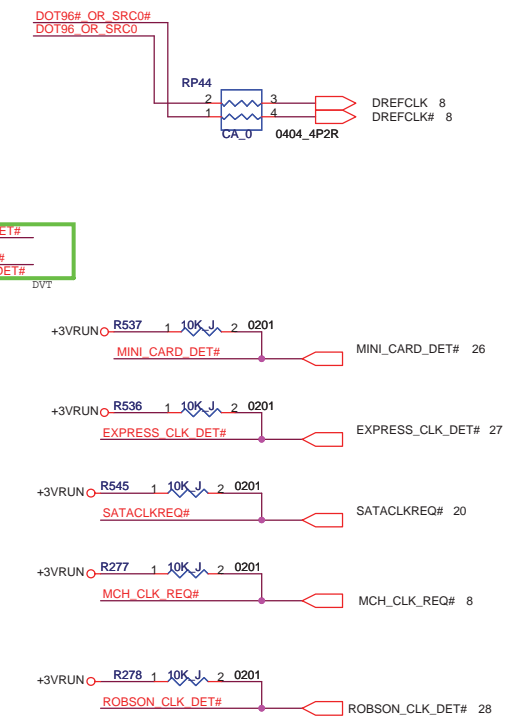 DOT96#_OR_SRC0#
DOT96_OR_SRC0
RP44
2 3 DREFCLK 8
1 4 DREFCLK# 8
CA_0 0404_4P2R
ET#
#
DET#
DVT
+3VRUN R537 1 10K_J 2 0201
MINI_CARD_DET# MINI_CARD_DET# 26
+3VRUN R536 1 10K_J 2 0201
EXPRESS_CLK_DET# EXPRESS_CLK_DET# 27
+3VRUN R545 1 10K_J 2 0201
SATACLKREQ# SATACLKREQ# 20
+3VRUN R277 1 10K_J 2 0201
MCH_CLK_REQ# MCH_CLK_REQ# 8
+3VRUN R278 1 10K_J 2 0201
ROBSON_CLK_DET# ROBSON_CLK_DET# 28